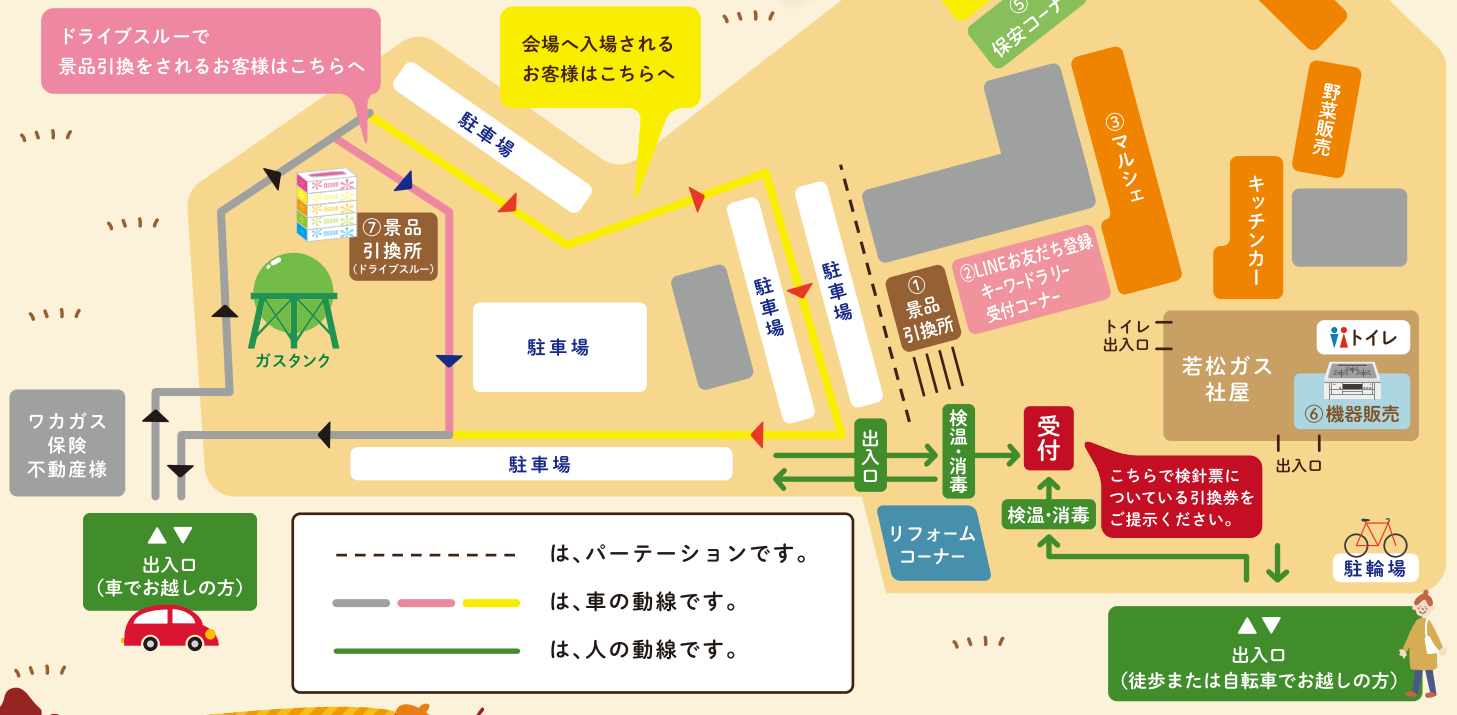 ドライブスルーで
景品引換をされるお客様はこちらへ
会場へ入場される
お客様はこちらへ
⑤
保安コーナー
駐車場
③マルシェ
野菜販売
キッチンカー
⑦景品
引換所
（ドライブスルー）
ガスタンク
駐車場
駐車場
駐車場
①
景品
引換所
②LINEお友だち登録
キーワードラリー
受付コーナー
トイレ
出入口
トイレ
若松ガス
社屋
⑥機器販売
出入口
ワカガス
保険
不動産様
駐車場
出入口
検温・消毒
受付
こちらで検針票に
ついている引換券を
ご提示ください。
検温・消毒
リフォーム
コーナー
駐輪場
▲▼
出入口
（車でお越しの方）
は、パーテーションです。
は、車の動線です。
は、人の動線です。
▲▼
出入口
（徒歩または自転車でお越しの方）